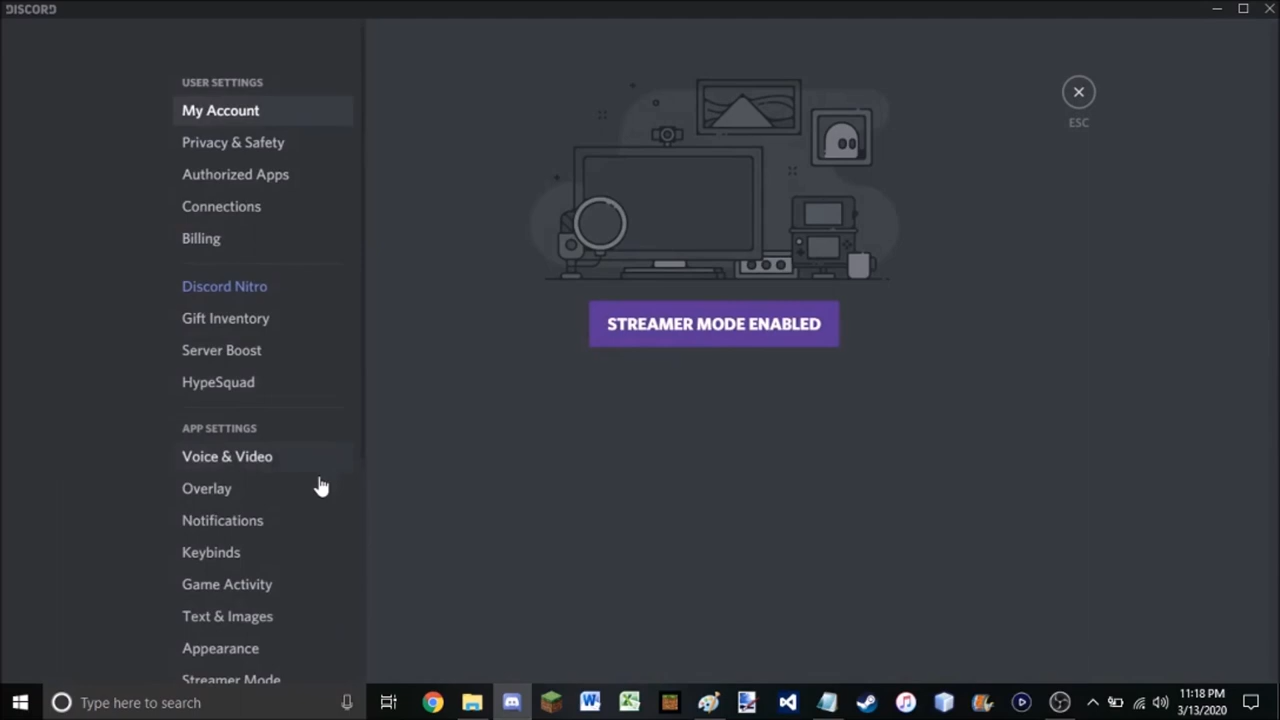 DISCORD
USER SETTINGS
My Account
Privacy & Safety
Authorized Apps
Connections
Billing
Discord Nitro
Gift Inventory
Server Boost
HypeSquad
APP SETTINGS
Voice & Video
Overlay
Notifications
Keybinds
Game Activity
Text & Images
Appearance
Streamer Mode
STREAMER MODE ENABLED
ESC
Type here to search
11:18 PM
3/13/2020